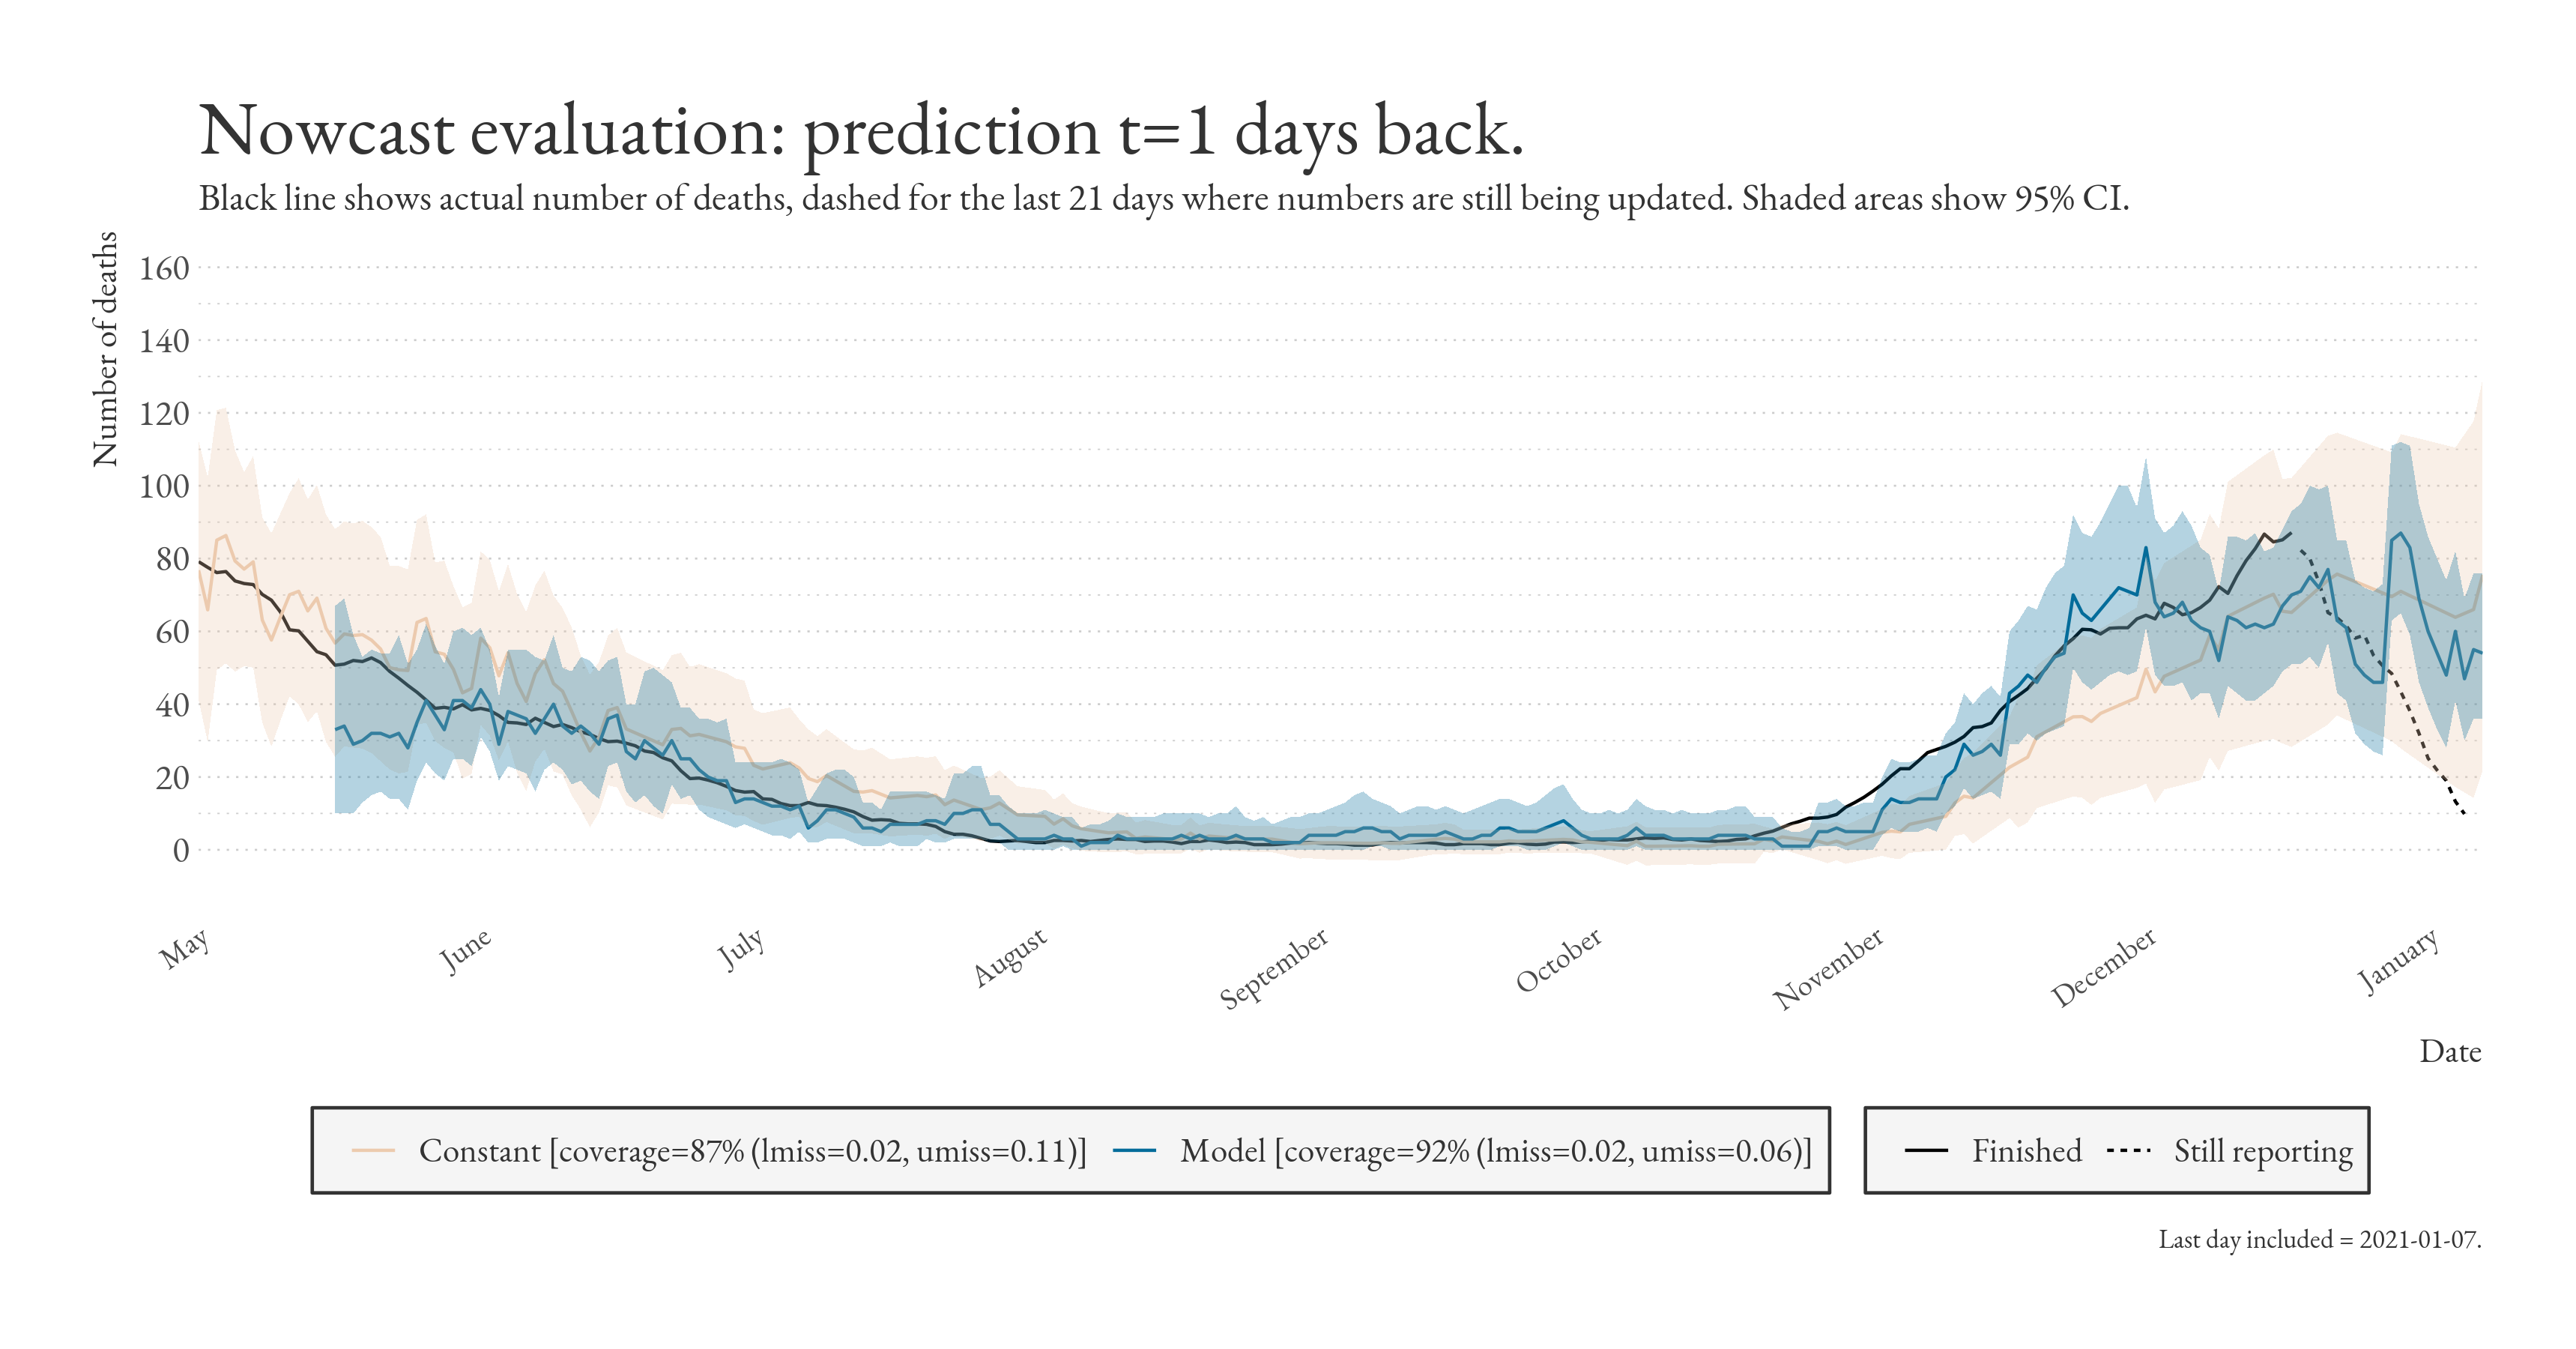 Nowcast evaluation: prediction t=1 days back.
Black line shows actual number of deaths, dashed for the last 21 days where numbers are still being updated. Shaded areas show 95% CI.
Number of deaths
160
140
120
100
80
60
40
20
0
May
June
July
August
September
October
November
December
January
Date
Constant [coverage=87% (lmiss=0.02, umiss=0.11)]
Model [coverage=92% (lmiss=0.02, umiss=0.06)]
Finished
Still reporting
Last day included = 2021-01-07.